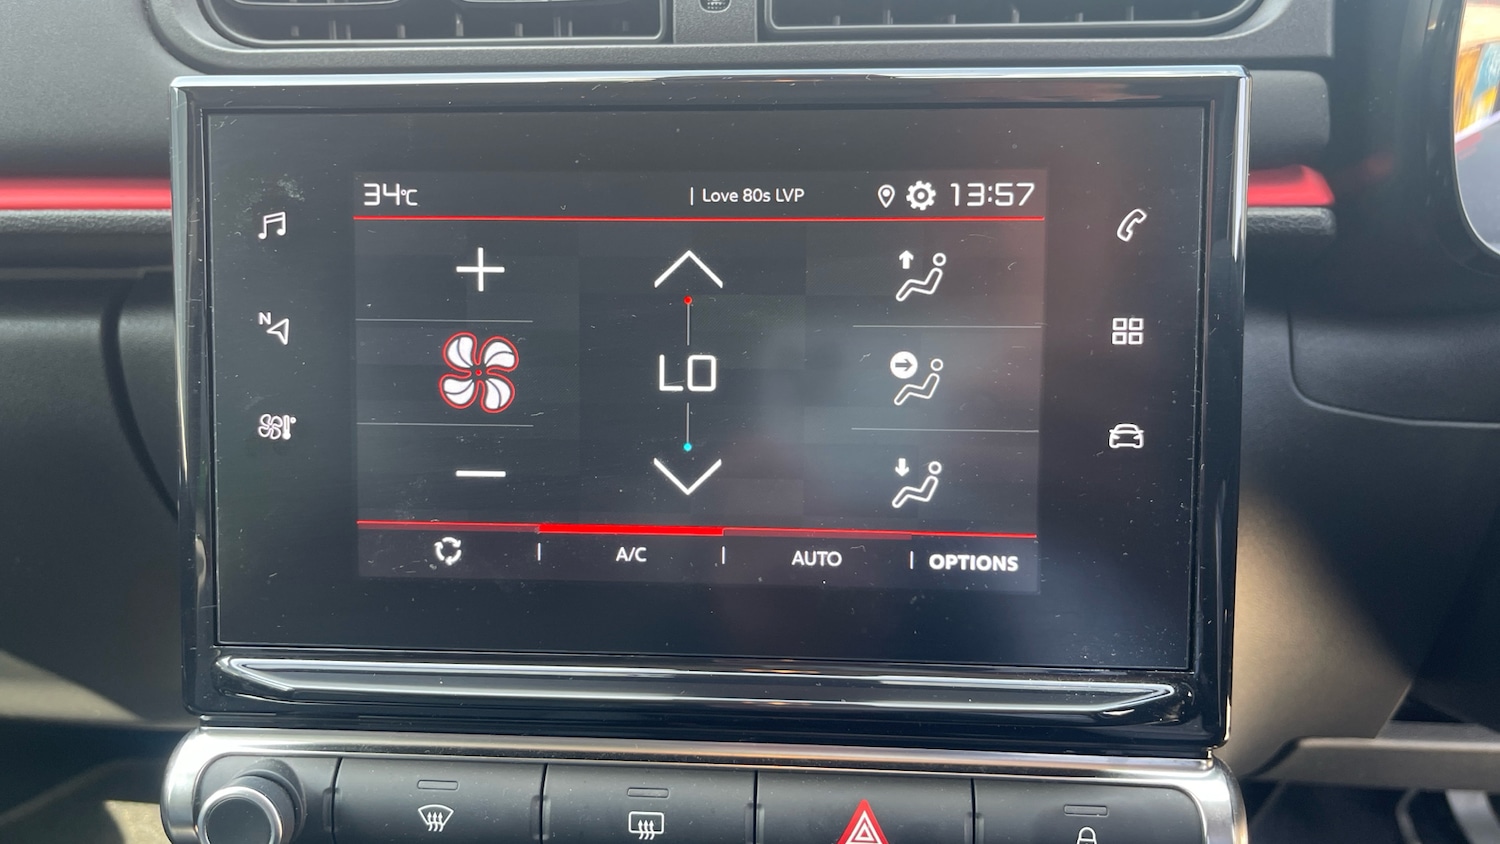 34°C | Love 80s LVP 13:57
N
LO
| A/C | AUTO | OPTIONS